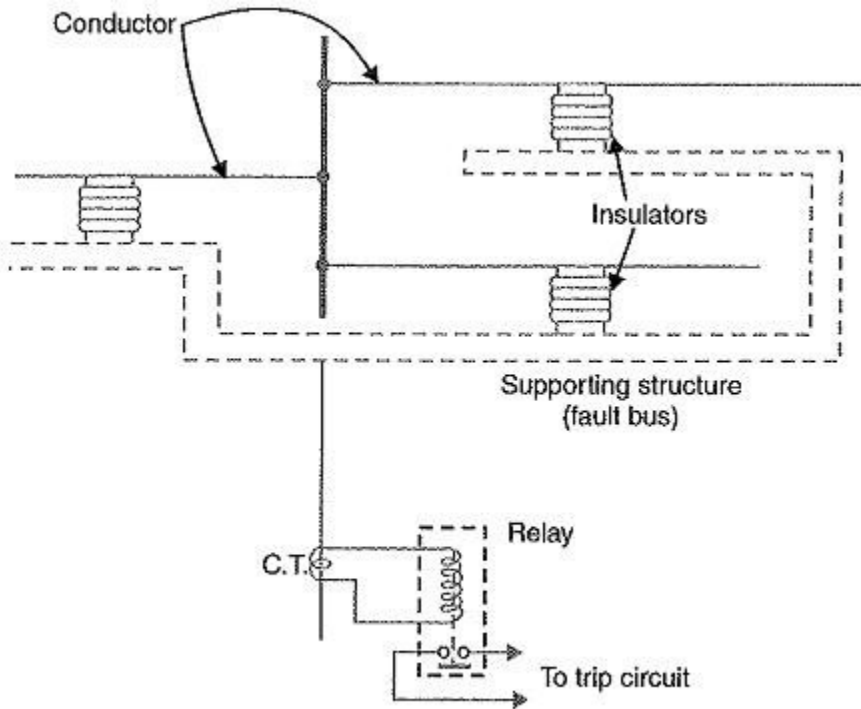 Conductor
Insulators
Supporting structure
(fault bus)
Relay
C.T.
To trip circuit